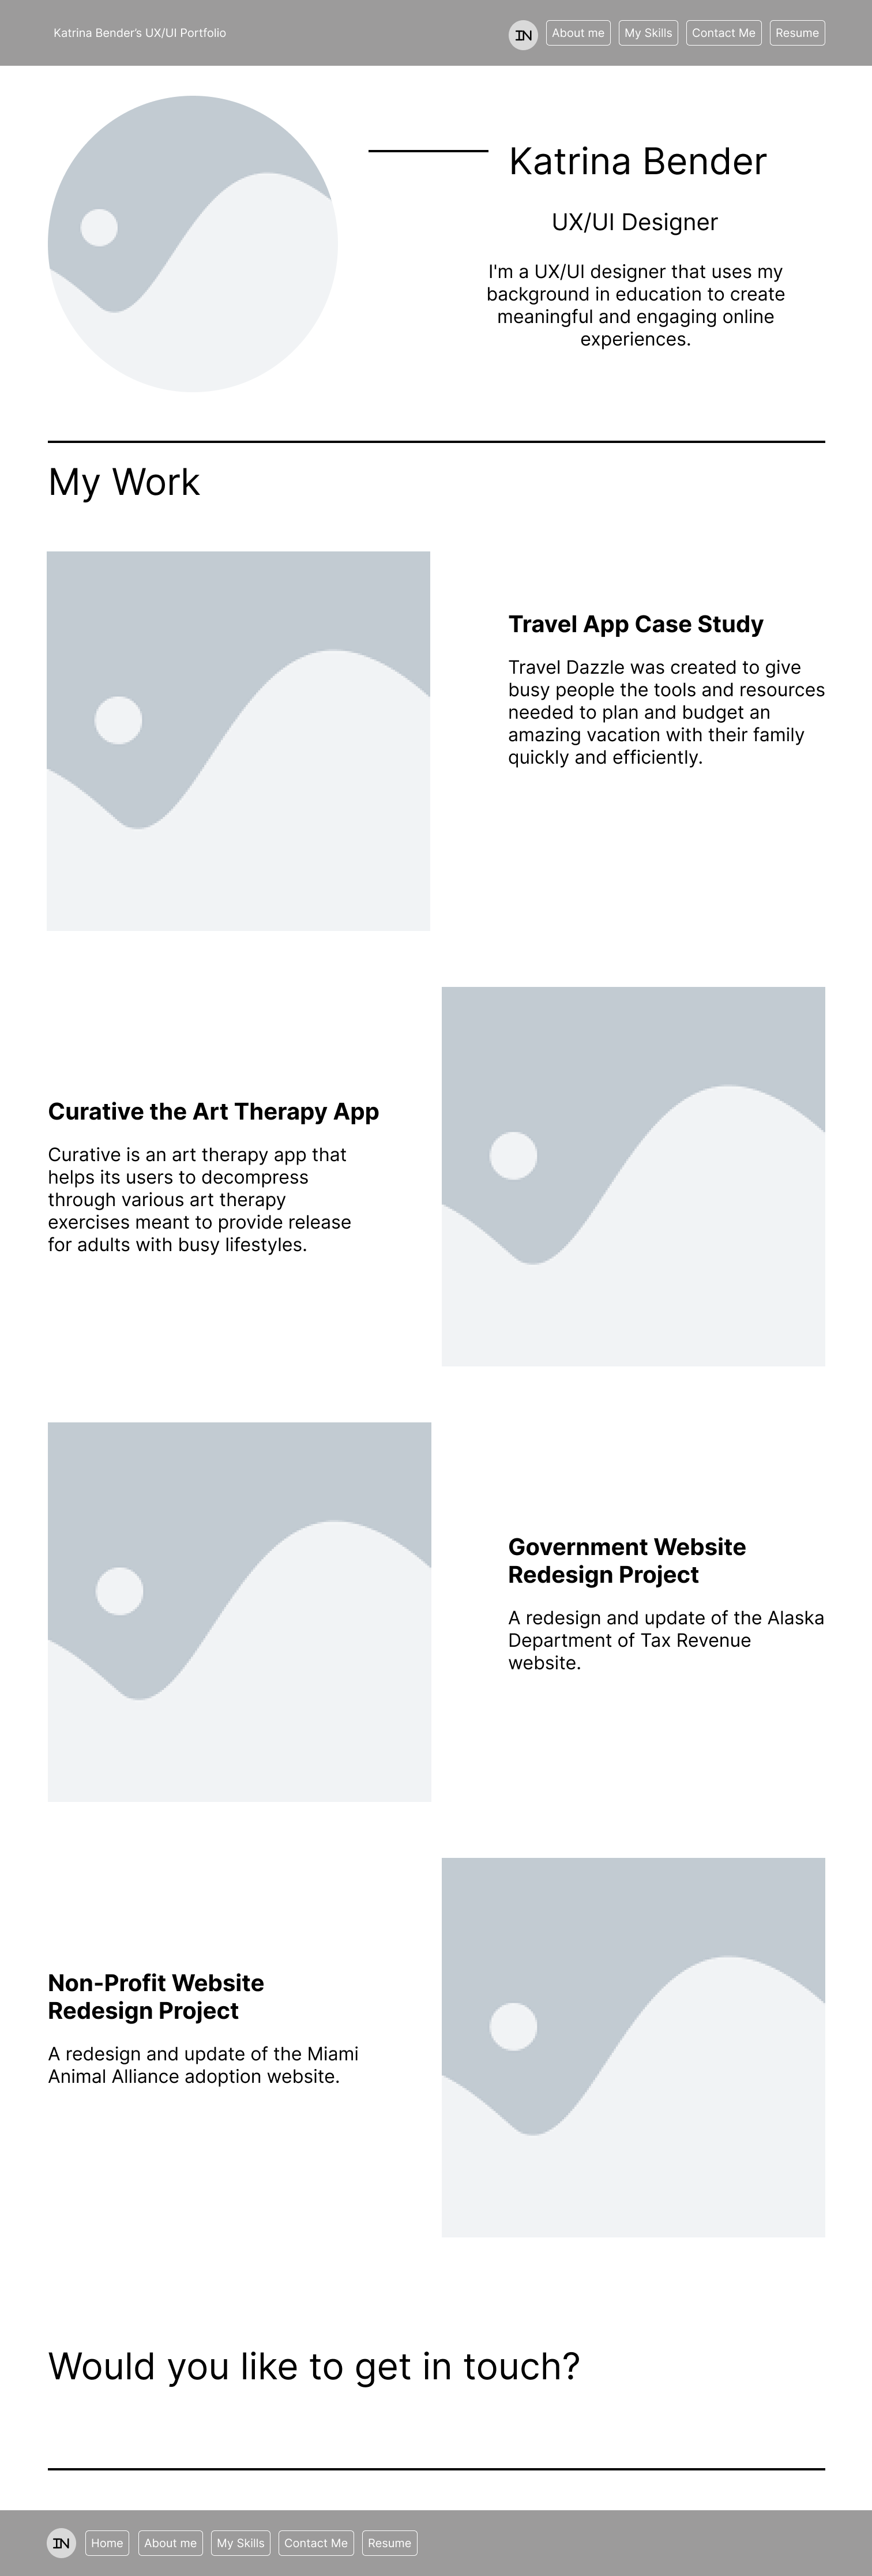 Katrina Bender's UX/UI Portfolio
IN
About me
My Skills
Contact Me
Resume
Katrina Bender
UX/UI Designer
I'm a UX/UI designer that uses my
background in education to create
meaningful and engaging online
experiences.
My Work
Travel App Case Study
Travel Dazzle was created to give
busy people the tools and resources
needed to plan and budget an
amazing vacation with their family
quickly and efficiently.
Curative the Art Therapy App
Curative is an art therapy app that
helps its users to decompress
through various art therapy
exercises meant to provide release
for adults with busy lifestyles.
Government Website
Redesign Project
A redesign and update of the Alaska
Department of Tax Revenue
website.
Non-Profit Website
Redesign Project
A redesign and update of the Miami
Animal Alliance adoption website.
Would you like to get in touch?
IN
Home
About me
My Skills
Contact Me
Resume